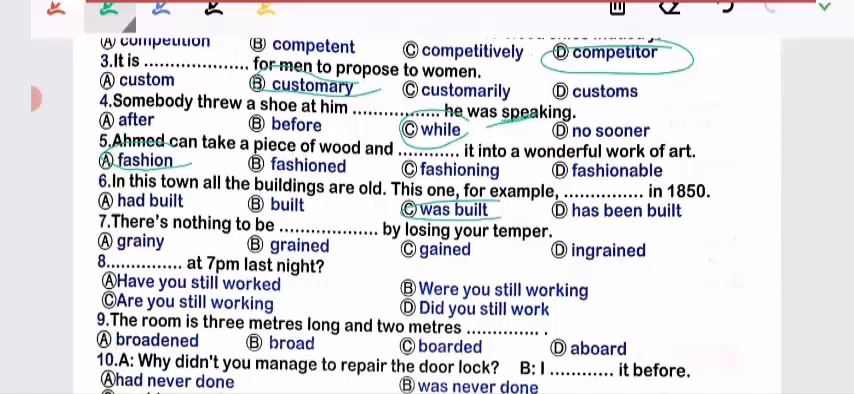 Ⓐ competition Ⓑ competent Ⓒ competitively Ⓓ competitor
3.It is .................... for men to propose to women.
Ⓐ custom Ⓑ customary Ⓒ customarily Ⓓ customs
4.Somebody threw a shoe at him ................. he was speaking.
Ⓐ after Ⓑ before Ⓒ while Ⓓ no sooner
5.Ahmed can take a piece of wood and ............ it into a wonderful work of art.
Ⓐ fashion Ⓑ fashioned Ⓒ fashioning Ⓓ fashionable
6.In this town all the buildings are old. This one, for example, ............... in 1850.
Ⓐ had built Ⓑ built Ⓒ was built Ⓓ has been built
7.There's nothing to be ................... by losing your temper.
Ⓐ grainy Ⓑ grained Ⓒ gained Ⓓ ingrained
8............... at 7pm last night?
ⒶHave you still worked Ⓑ Were you still working
ⒸAre you still working Ⓓ Did you still work
9.The room is three metres long and two metres .............. .
Ⓐ broadened Ⓑ broad Ⓒ boarded Ⓓ aboard
10.A: Why didn't you manage to repair the door lock? B: I ............ it before.
Ⓐhad never done Ⓑ was never done